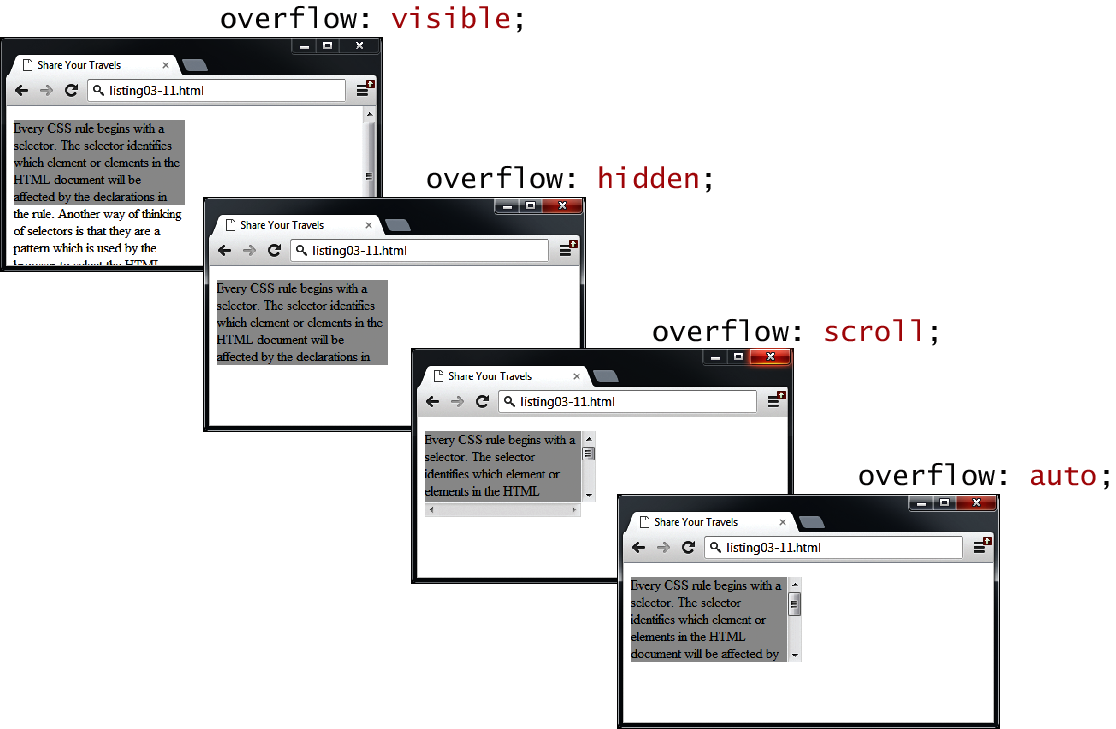 overflow: visible;
Share Your Travels
listing03-11.html
Every CSS rule begins with a
selector. The selector identifies
which element or elements in the
HTML document will be
affected by the declarations in
the rule. Another way of thinking
of selectors is that they are a
pattern which is used by the
browser to select the HTML
overflow: hidden;
Share Your Travels
listing03-11.html
Every CSS rule begins with a
selector. The selector identifies
which element or elements in the
HTML document will be
affected by the declarations in
overflow: scroll;
Share Your Travels
listing03-11.html
Every CSS rule begins with a
selector. The selector
identifies which element or
elements in the HTML
overflow: auto;
Share Your Travels
listing03-11.html
Every CSS rule begins with a
selector. The selector
identifies which element or
elements in the HTML
document will be affected by